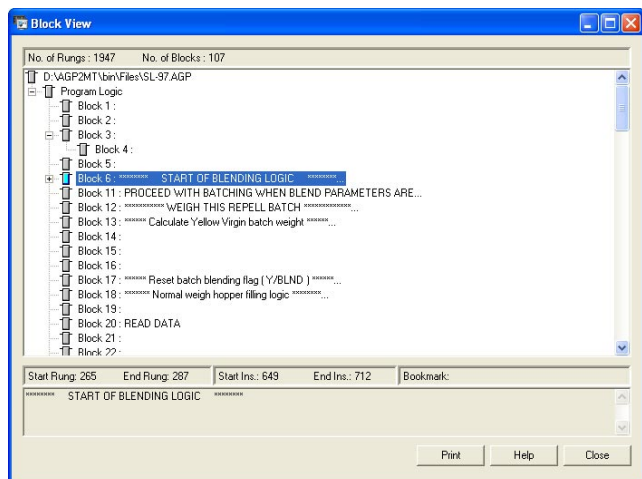 Block View
No. of Rungs : 1947 No. of Blocks : 107
D:\AGP2MT\bin\Files\SL-97.AGP
Program Logic
Block 1 :
Block 2 :
Block 3 :
Block 4 :
Block 5 :
Block 6 : ******** START OF BLENDING LOGIC ********...
Block 11 : PROCEED WITH BATCHING WHEN BLEND PARAMETERS ARE...
Block 12 : ********** WEIGH THIS REPELL BATCH ************...
Block 13 : ****** Calculate Yellow Virgin batch weight ******...
Block 14 :
Block 15 :
Block 16 :
Block 17 : ****** Reset batch blending flag ( Y/BLND ) ******...
Block 18 : ******* Normal weigh hopper filling logic ********...
Block 19 :
Block 20 : READ DATA
Block 21 :
Block 22 :
Start Rung: 265 End Rung: 287 Start Ins.: 649 End Ins.: 712 Bookmark:
******** START OF BLENDING LOGIC ********
Print Help Close